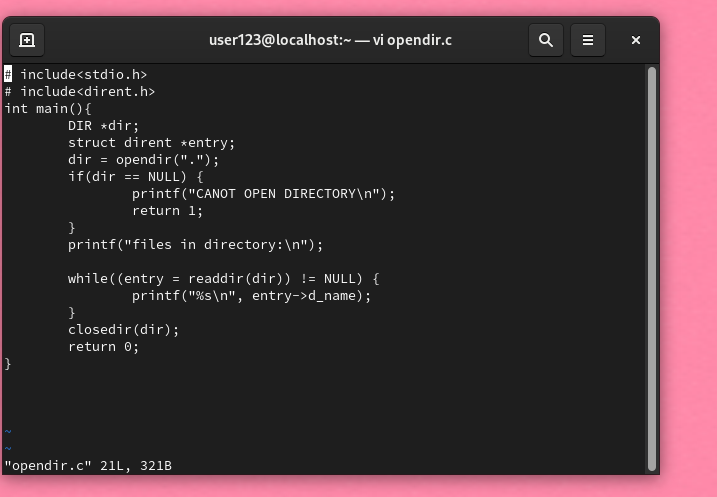 user123@localhost:~ — vi opendir.c
# include<stdio.h>
# include<dirent.h>
int main(){
        DIR *dir;
        struct dirent *entry;
        dir = opendir(".");
        if(dir == NULL) {
                printf("CANOT OPEN DIRECTORY\n");
                return 1;
        }
        printf("files in directory:\n");

        while((entry = readdir(dir)) != NULL) {
                printf("%s\n", entry->d_name);
        }
        closedir(dir);
        return 0;
}
~
~
"opendir.c" 21L, 321B